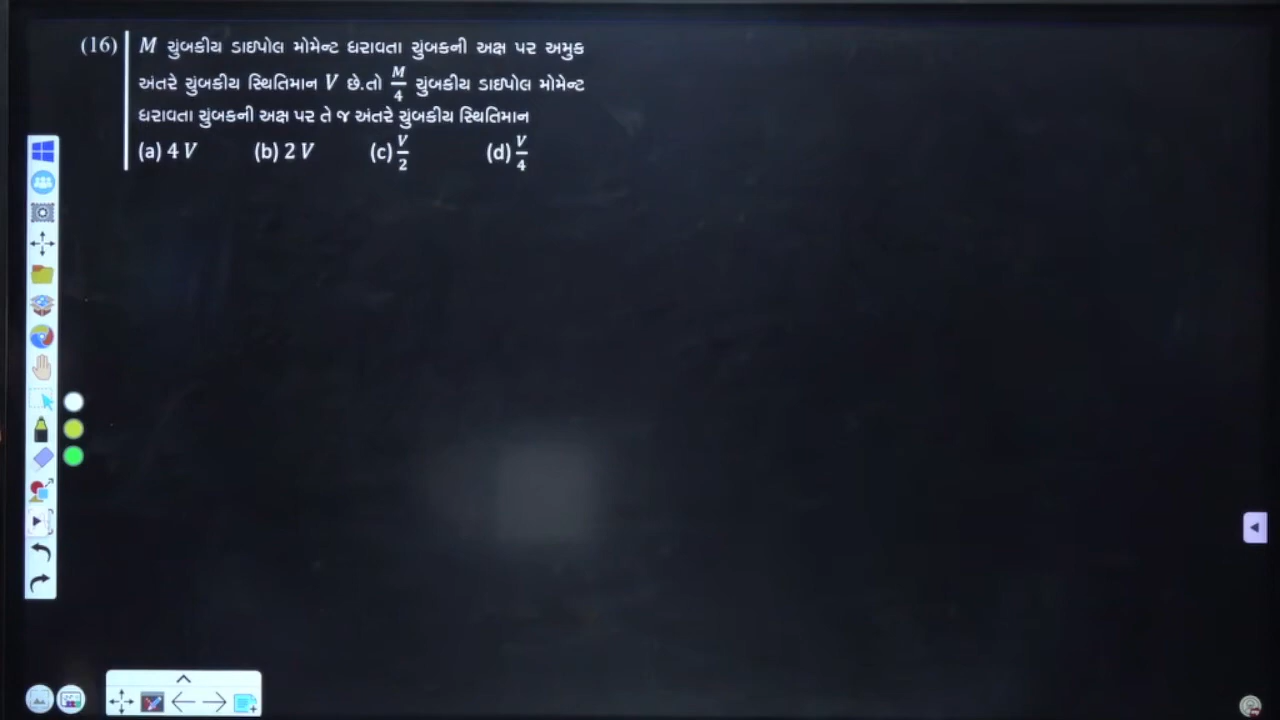 (16) M ચુંબકીય ડાઇપોલ મોમેન્ટ ધરાવતા ચુંબકની અક્ષ પર અમુક
અંતરે ચુંબકીય સ્થિતિમાન V છે.તો M/4 ચુંબકીય ડાઇપોલ મોમેન્ટ
ધરાવતા ચુંબકની અક્ષ પર તે જ અંતરે ચુંબકીય સ્થિતિમાન
(a) 4 V (b) 2 V (c) V/2 (d) V/4